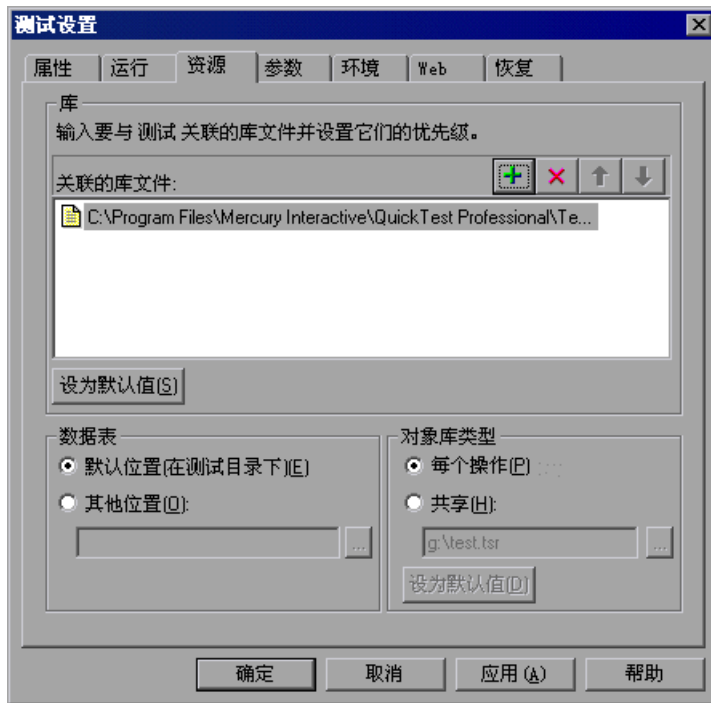 测试设置
属性 运行 资源 参数 环境 Web 恢复
库
输入要与 测试 关联的库文件并设置它们的优先级。
关联的库文件:
C:\Program Files\Mercury Interactive\QuickTest Professional\Te...
设为默认值(S)
数据表
默认位置(在测试目录下)(E)
其他位置(O):
...
对象库类型
每个操作(P)
共享(H):
g:\test.tsr
...
设为默认值(D)
确定 取消 应用(A) 帮助